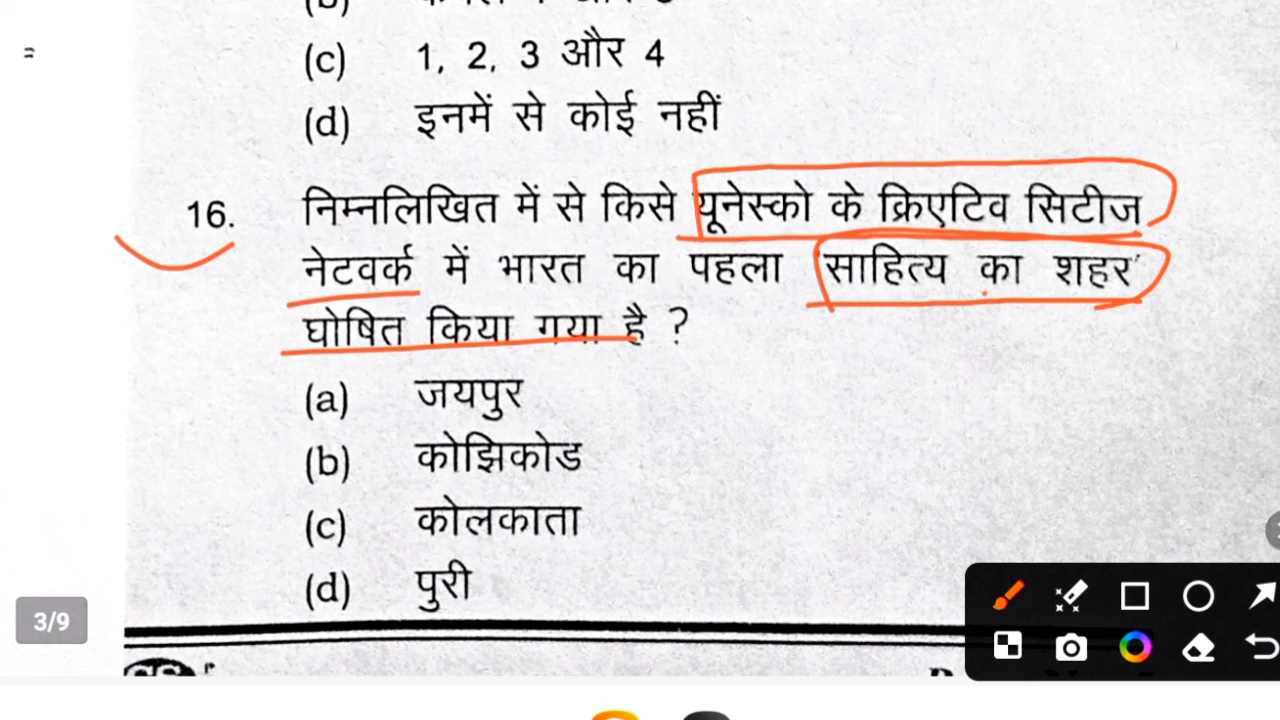 (c) 1, 2, 3 और 4
(d) इनमें से कोई नहीं
16. निम्नलिखित में से किसे यूनेस्को के क्रिएटिव सिटीज
नेटवर्क में भारत का पहला 'साहित्य का शहर'
घोषित किया गया है ?
(a) जयपुर
(b) कोझिकोड
(c) कोलकाता
(d) पुरी
3/9